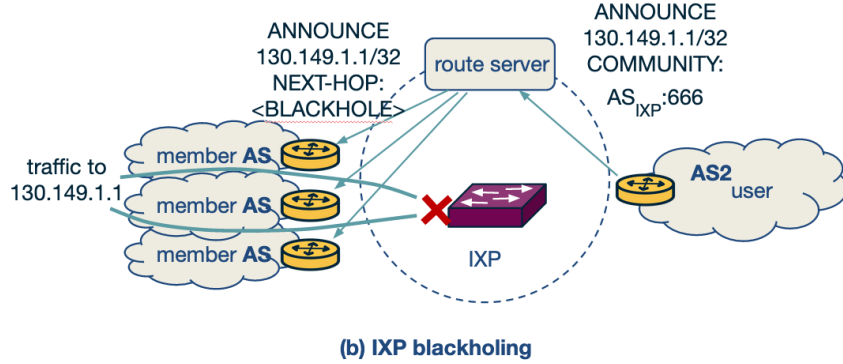 ANNOUNCE
130.149.1.1/32
NEXT-HOP:
<BLACKHOLE>
route server
ANNOUNCE
130.149.1.1/32
COMMUNITY:
AS_IXP:666
traffic to
130.149.1.1
member AS
member AS
member AS
IXP
AS2
user
(b) IXP blackholing